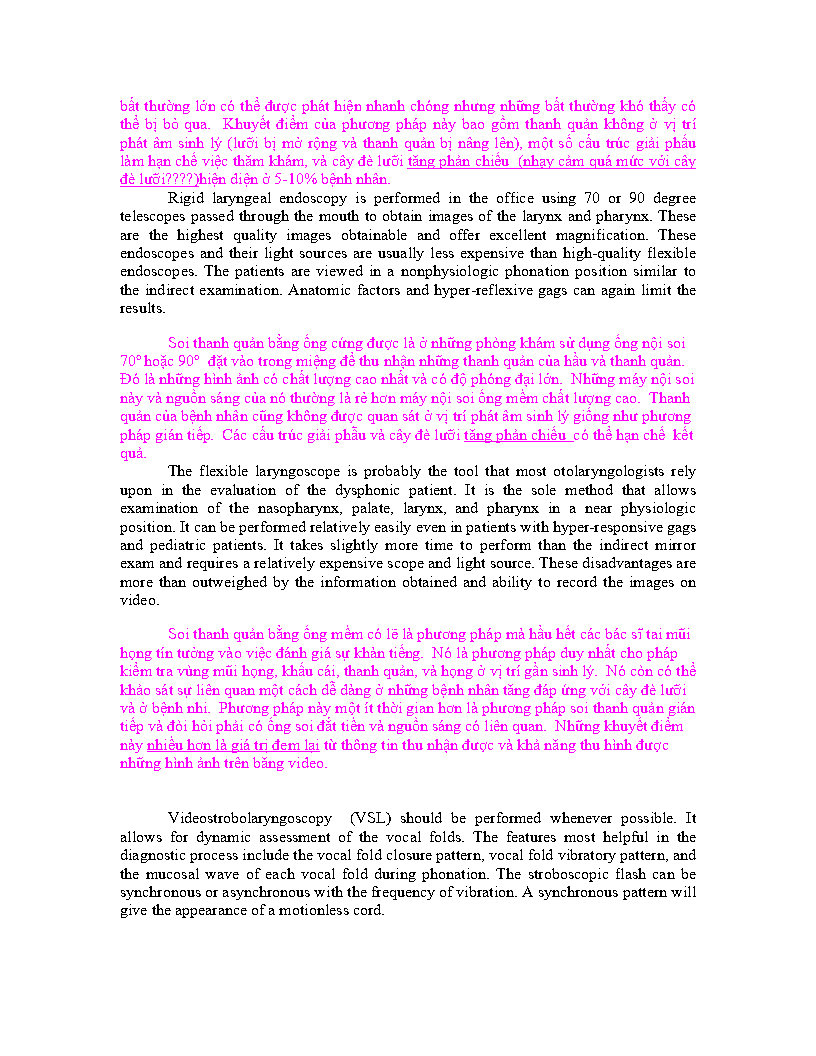 bất thường lớn có thể được phát hiện nhanh chóng nhưng những bất thường khó thấy có
thể bị bỏ qua.  Khuyết điểm của phương pháp này bao gồm thanh quản không ở vị trí
phát âm sinh lý (lưỡi bị mở rộng và thanh quản bị nâng lên), một số cấu trúc giải phẩu
làm hạn chế việc thăm khám, và cây đè lưỡi tăng phản chiếu  (nhạy cảm quá mức với cây
đè lưỡi????)hiện diện ở 5-10% bệnh nhân.
Rigid laryngeal endoscopy is performed in the office using 70 or 90 degree
telescopes passed through the mouth to obtain images of the larynx and pharynx. These
are the highest quality images obtainable and offer excellent magnification. These
endoscopes and their light sources are usually less expensive than high-quality flexible
endoscopes. The patients are viewed in a nonphysiologic phonation position similar to
the indirect examination. Anatomic factors and hyper-reflexive gags can again limit the
results.
Soi thanh quản bằng ống cứng được là ở những phòng khám sử dụng ống nội soi
70° hoặc 90°  đặt vào trong miệng để thu nhận những thanh quản của hầu và thanh quản.
Đó là những hình ảnh có chất lượng cao nhất và có độ phóng đại lớn.  Những máy nội soi
này và nguồn sáng của nó thường là rẻ hơn máy nội soi ống mềm chất lượng cao.  Thanh
quản của bệnh nhân cũng không được quan sát ở vị trí phát âm sinh lý giống như phương
pháp gián tiếp.  Các cấu trúc giải phẫu và cây đè lưỡi tăng phản chiếu  có thể hạn chế  kết
quả.
The flexible laryngoscope is probably the tool that most otolaryngologists rely
upon in the evaluation of the dysphonic patient. It is the sole method that allows
examination of the nasopharynx, palate, larynx, and pharynx in a near physiologic
position. It can be performed relatively easily even in patients with hyper-responsive gags
and pediatric patients. It takes slightly more time to perform than the indirect mirror
exam and requires a relatively expensive scope and light source. These disadvantages are
more than outweighed by the information obtained and ability to record the images on
video.
Soi thanh quản bằng ống mềm có lẽ là phương pháp mà hầu hết các bác sĩ tai mũi
họng tín tưởng vào việc đánh giá sự khàn tiếng.  Nó là phương pháp duy nhất cho pháp
kiểm tra vùng mũi họng, khẩu cái, thanh quản, và họng ở vị trí gần sinh lý.  Nó còn có thể
khảo sát sự liên quan một cách dễ dàng ở những bệnh nhân tăng đáp ứng với cây đè lưỡi
và ở bệnh nhi.  Phương pháp này một ít thời gian hơn là phương pháp soi thanh quản gián
tiếp và đòi hỏi phải có ống soi đắt tiền và nguồn sáng có liên quan.  Những khuyết điểm
này nhiều hơn là giá trị đem lại từ thông tin thu nhận được và khả năng thu hình được
những hình ảnh trên băng video.
Videostrobolaryngoscopy  (VSL) should be performed whenever possible. It
allows for dynamic assessment of the vocal folds. The features most helpful in the
diagnostic process include the vocal fold closure pattern, vocal fold vibratory pattern, and
the mucosal wave of each vocal fold during phonation. The stroboscopic flash can be
synchronous or asynchronous with the frequency of vibration. A synchronous pattern will
give the appearance of a motionless cord.